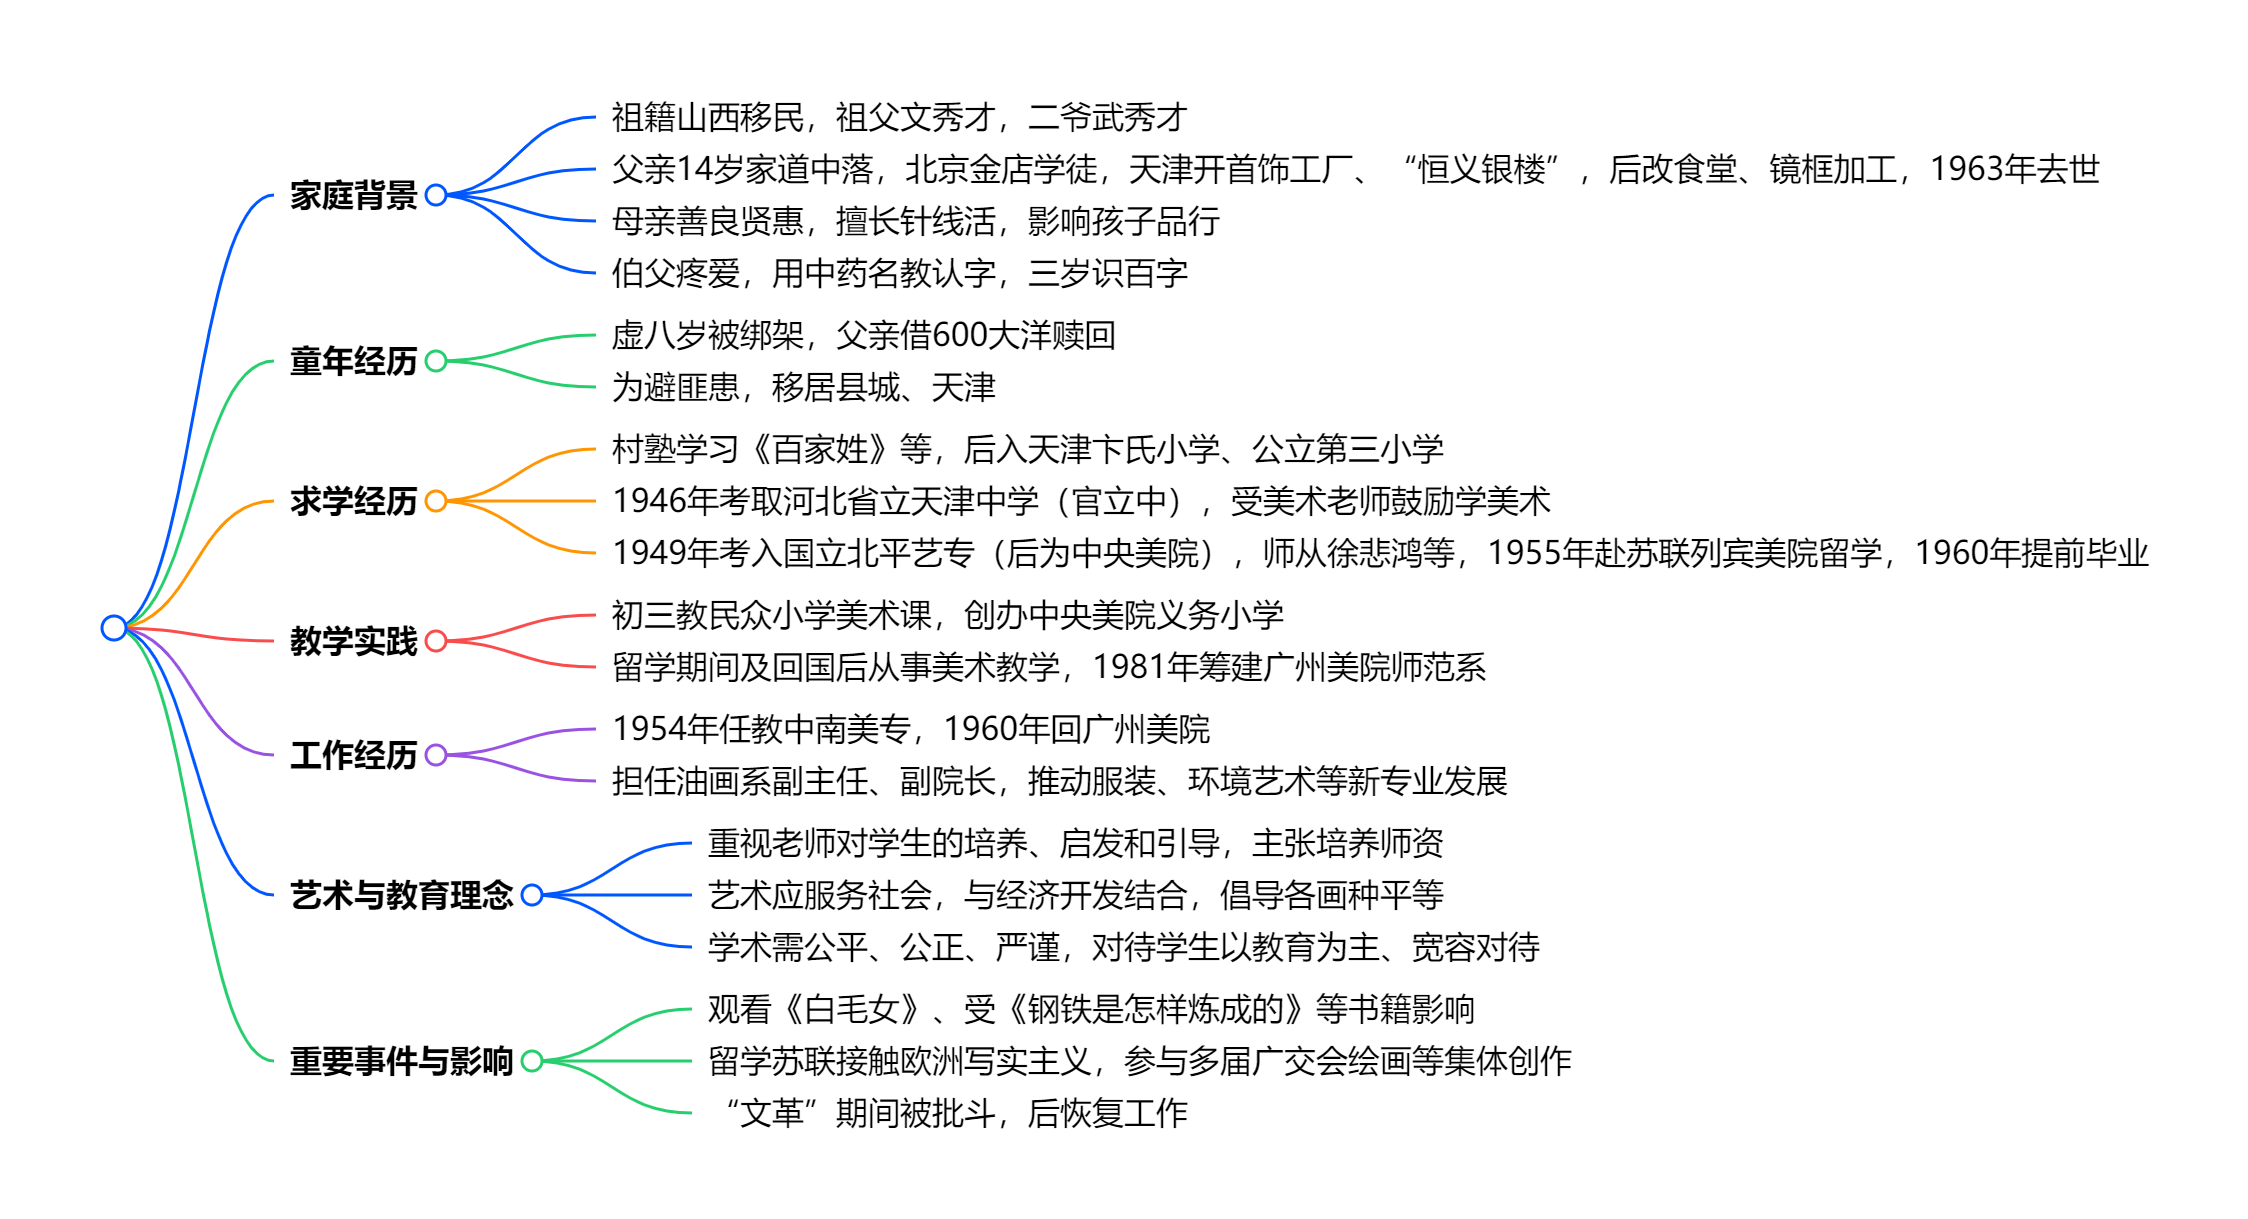 家庭背景
祖籍山西移民，祖父文秀才，二爷武秀才
父亲14岁家道中落，北京金店学徒，天津开首饰工厂、“恒义银楼”，后改食堂、镜框加工，1963年去世
母亲善良贤惠，擅长针线活，影响孩子品行
伯父疼爱，用中药名教认字，三岁识百字
童年经历
虚八岁被绑架，父亲借600大洋赎回
为避匪患，移居县城、天津
求学经历
村塾学习《百家姓》等，后入天津卞氏小学、公立第三小学
1946年考取河北省立天津中学（官立中），受美术老师鼓励学美术
1949年考入国立北平艺专（后为中央美院），师从徐悲鸿等，1955年赴苏联列宾美院留学，1960年提前毕业
教学实践
初三教民众小学美术课，创办中央美院义务小学
留学期间及回国后从事美术教学，1981年筹建广州美院师范系
工作经历
1954年任教中南美专，1960年回广州美院
担任油画系副主任、副院长，推动服装、环境艺术等新专业发展
艺术与教育理念
重视老师对学生的培养、启发和引导，主张培养师资
艺术应服务社会，与经济开发结合，倡导各画种平等
学术需公平、公正、严谨，对待学生以教育为主、宽容对待
重要事件与影响
观看《白毛女》、受《钢铁是怎样炼成的》等书籍影响
留学苏联接触欧洲写实主义，参与多届广交会绘画等集体创作
“文革”期间被批斗，后恢复工作